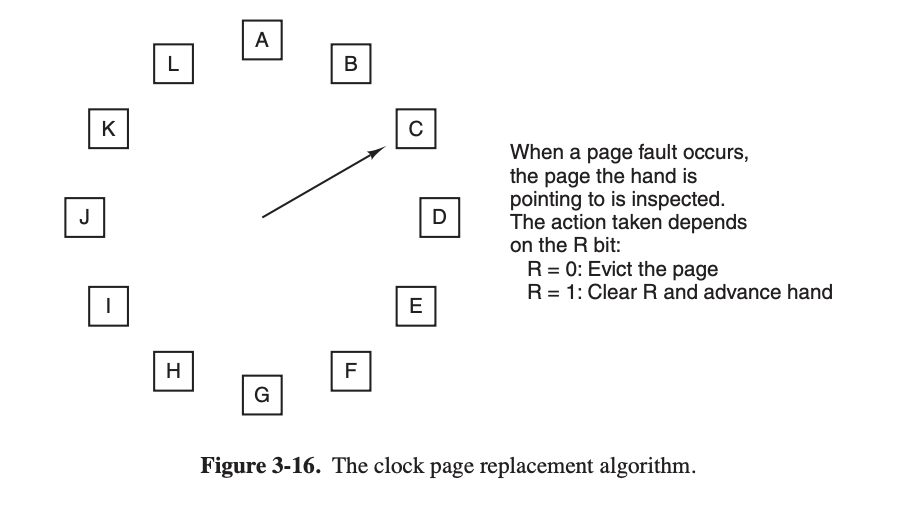 A
L
B
K
C
J
D
I
E
H
F
G
When a page fault occurs,
the page the hand is
pointing to is inspected.
The action taken depends
on the R bit:
R = 0: Evict the page
R = 1: Clear R and advance hand
Figure 3-16. The clock page replacement algorithm.